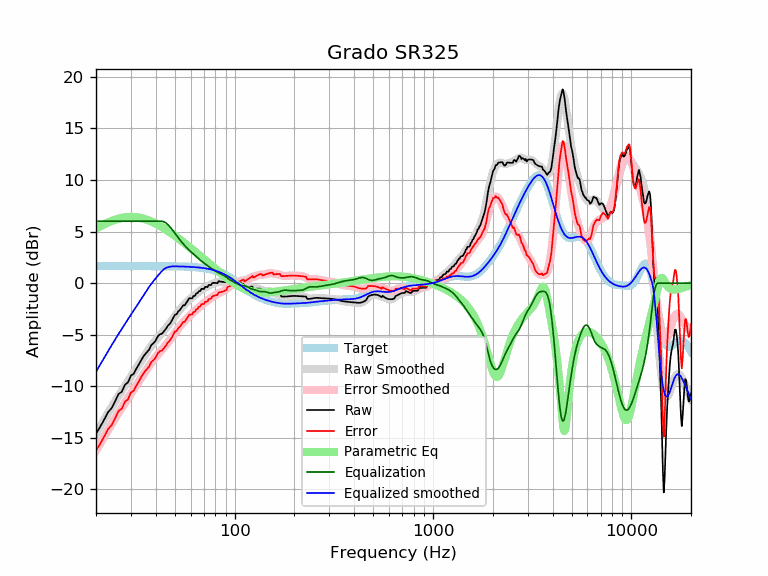 Grado SR325
20
15
10
5
0
−5
−10
−15
−20
Amplitude (dBr)
Target
Raw Smoothed
Error Smoothed
Raw
Error
Parametric Eq
Equalization
Equalized smoothed
100
1000
10000
Frequency (Hz)